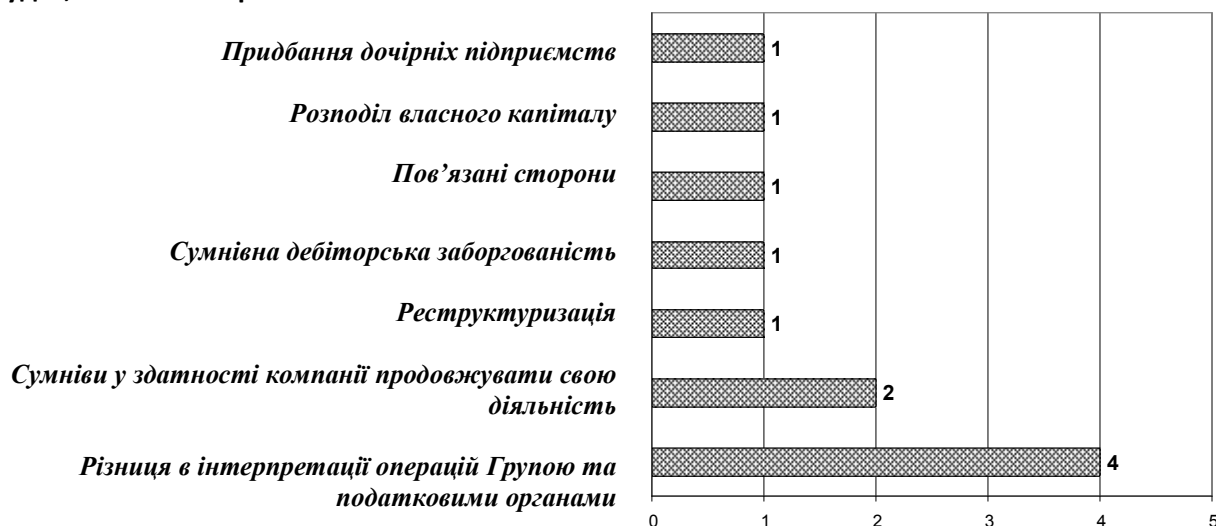 Придбання дочірніх підприємств
1
Розподіл власного капіталу
1
Пов’язані сторони
1
Сумнівна дебіторська заборгованість
1
Реструктуризація
1
Сумніви у здатності компанії продовжувати свою
діяльність
2
Різниця в інтерпретації операцій Групою та
податковими органами
4
0 1 2 3 4 5